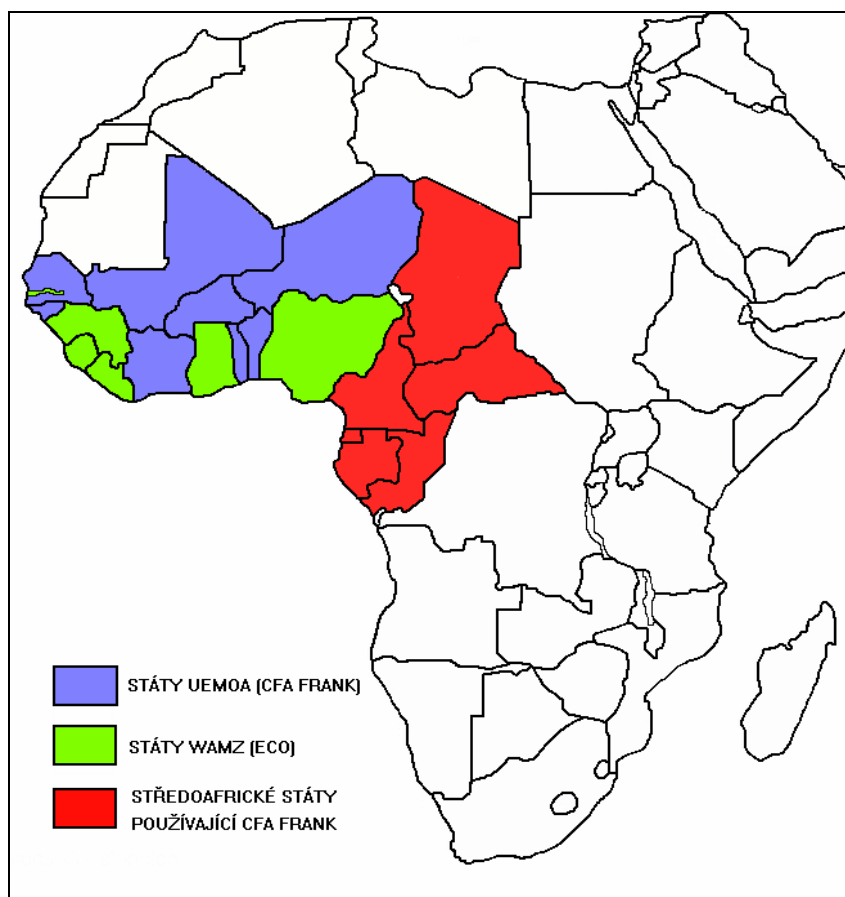 STÁTY UEMOA (CFA FRANK)
STÁTY WAMZ (ECO)
STŘEDOAFRICKÉ STÁTY
POUŽÍVAJÍCÍ CFA FRANK